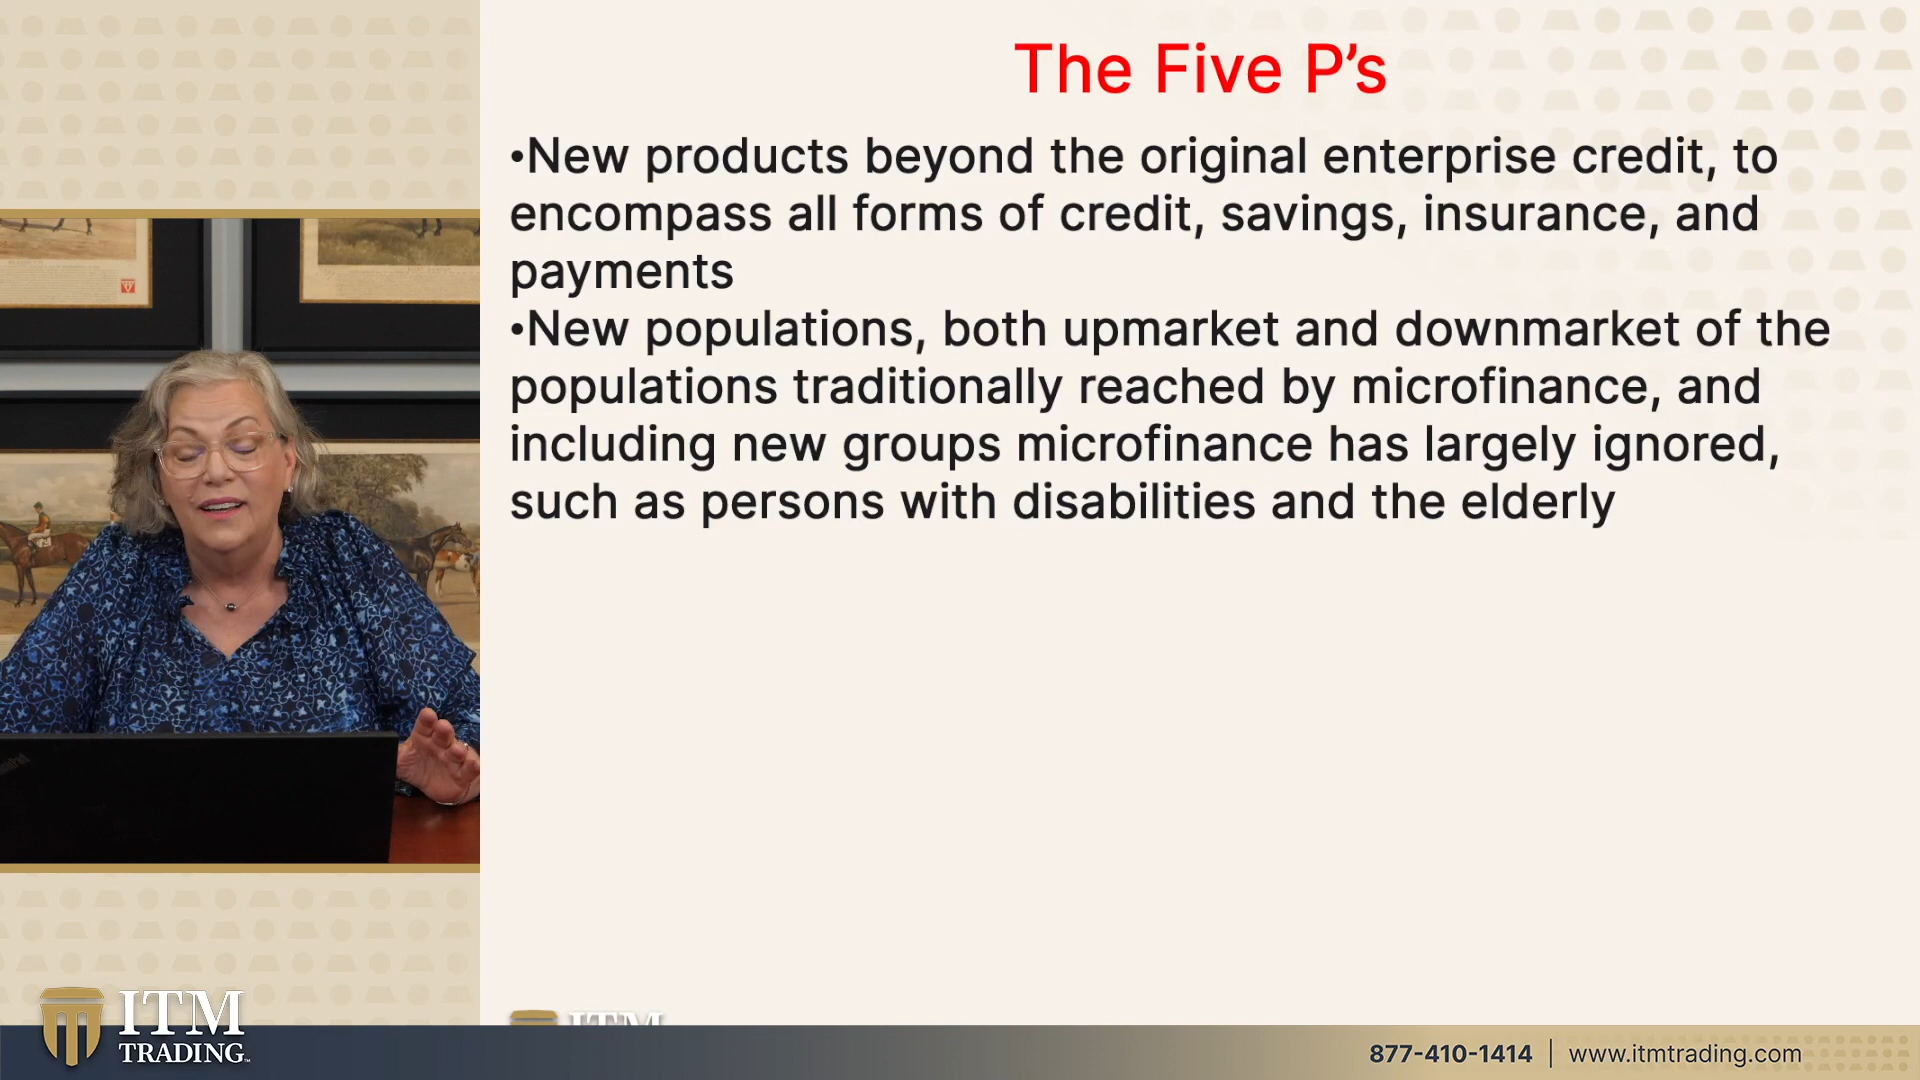 The Five P's
•New products beyond the original enterprise credit, to
encompass all forms of credit, savings, insurance, and
payments
•New populations, both upmarket and downmarket of the
populations traditionally reached by microfinance, and
including new groups microfinance has largely ignored,
such as persons with disabilities and the elderly
ITM
ITM
TRADING™
877-410-1414 | www.itmtrading.com